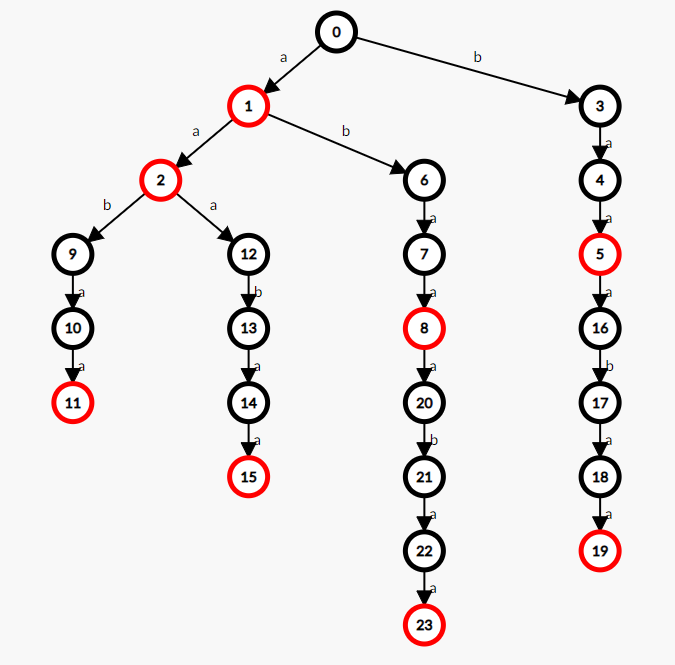 0
a b
1 3
a b a
2 6 4
b a a a
9 12 7 5
a b a a
10 13 8 16
a a a b
11 14 20 17
a b a
15 21 18
a a
22 19
a
23